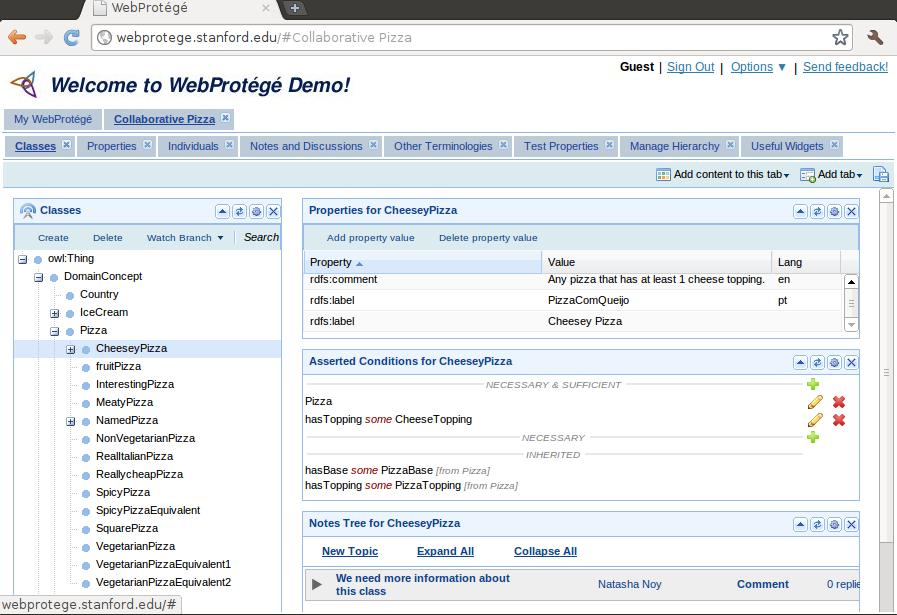 WebProtégé
webprotege.stanford.edu/#Collaborative Pizza
Guest | Sign Out | Options ▼ | Send feedback!
Welcome to WebProtégé Demo!
My WebProtégé Collaborative Pizza
Classes Properties Individuals Notes and Discussions Other Terminologies Test Properties Manage Hierarchy Useful Widgets
Add content to this tab Add tab
Classes
Create Delete Watch Branch Search
owl:Thing
DomainConcept
Country
IceCream
Pizza
CheeseyPizza
fruitPizza
InterestingPizza
MeatyPizza
NamedPizza
NonVegetarianPizza
RealItalianPizza
ReallycheapPizza
SpicyPizza
SpicyPizzaEquivalent
SquarePizza
VegetarianPizza
VegetarianPizzaEquivalent1
VegetarianPizzaEquivalent2
Properties for CheeseyPizza
Add property value Delete property value
Property Value Lang
rdfs:comment Any pizza that has at least 1 cheese topping. en
rdfs:label PizzaComQueijo pt
rdfs:label Cheesey Pizza
Asserted Conditions for CheeseyPizza
NECESSARY & SUFFICIENT
Pizza
hasTopping some CheeseTopping
NECESSARY
INHERITED
hasBase some PizzaBase [from Pizza]
hasTopping some PizzaTopping [from Pizza]
Notes Tree for CheeseyPizza
New Topic Expand All Collapse All
We need more information about
this class
Natasha Noy Comment 0 replie
webprotege.stanford.edu/#